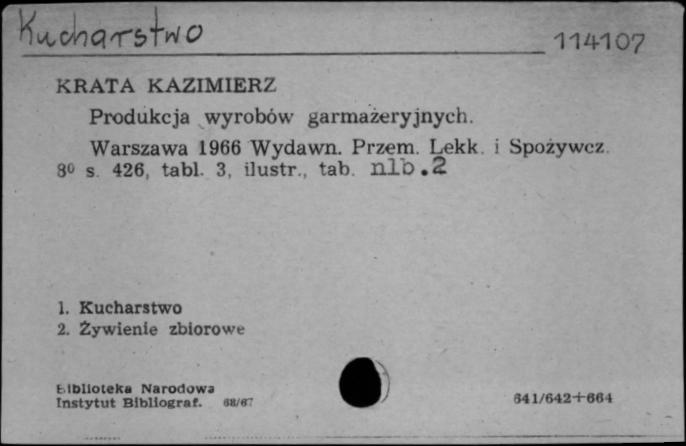 Kucharstwo
114107
KRATA KAZIMIERZ
Produkcja wyrobów garmażeryjnych.
Warszawa 1966 Wydawn. Przem. Lekk. i Spożywcz.
8⁰ s. 426, tabl. 3, ilustr., tab. nlb.2
1. Kucharstwo
2. Żywienie zbiorowe
Biblioteka Narodowa
Instytut Bibliograf. 68/67
641/642+664